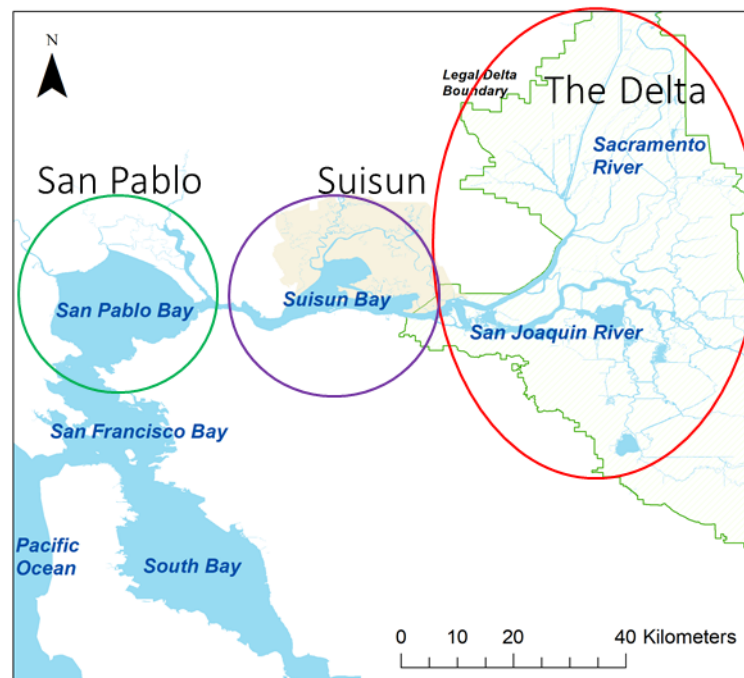 N
Legal Delta
Boundary
The Delta
Sacramento
River
San Pablo
Suisun
San Pablo Bay
Suisun Bay
San Joaquin River
San Francisco Bay
Pacific
Ocean
South Bay
0 10 20 40 Kilometers